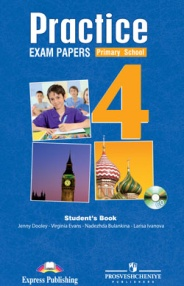 Practice
EXAM PAPERS Primary School
4
Student's Book
Jenny Dooley - Virginia Evans - Nadezhda Bulankina - Larisa Ivanova
Express Publishing
PROSVESHCHENIYE
PUBLISHERS